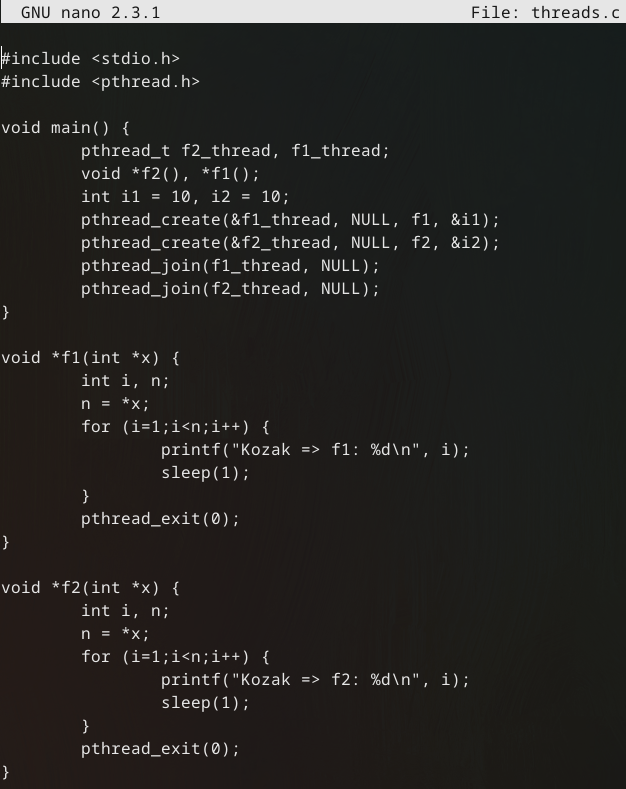 GNU nano 2.3.1 File: threads.c
#include <stdio.h>
#include <pthread.h>
void main() {
pthread_t f2_thread, f1_thread;
void *f2(), *f1();
int i1 = 10, i2 = 10;
pthread_create(&f1_thread, NULL, f1, &i1);
pthread_create(&f2_thread, NULL, f2, &i2);
pthread_join(f1_thread, NULL);
pthread_join(f2_thread, NULL);
}
void *f1(int *x) {
int i, n;
n = *x;
for (i=1;i<n;i++) {
printf("Kozak => f1: %d\n", i);
sleep(1);
}
pthread_exit(0);
}
void *f2(int *x) {
int i, n;
n = *x;
for (i=1;i<n;i++) {
printf("Kozak => f2: %d\n", i);
sleep(1);
}
pthread_exit(0);
}